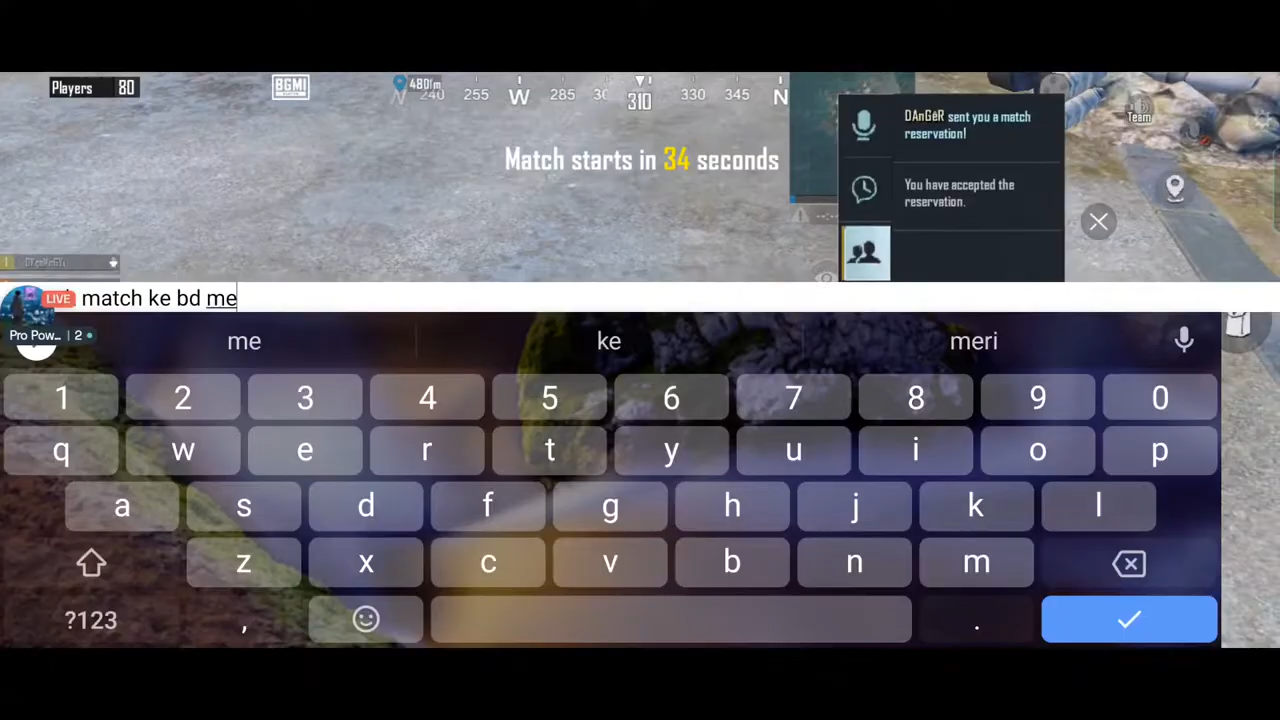 Players 80
BGMI
480m
N 240 255 W 285 30 310 330 345 N
Match starts in 34 seconds
DAnGeR sent you a match
reservation!
You have accepted the
reservation.
Team
LIVE match ke bd me
Pro Pow... | 2
me ke meri
1 2 3 4 5 6 7 8 9 0
q w e r t y u i o p
a s d f g h j k l
z x c v b n m
?123 , .